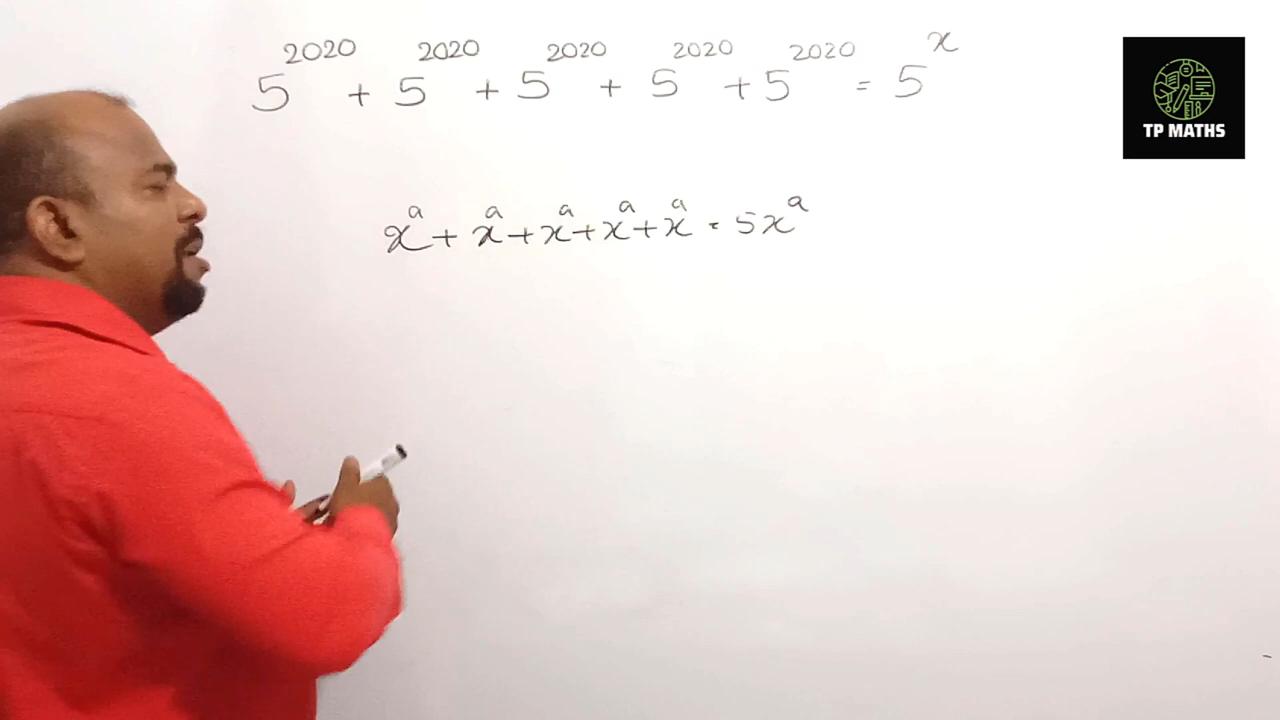 5^2020 + 5^2020 + 5^2020 + 5^2020 + 5^2020 = 5^x
TP MATHS
x^a + x^a + x^a + x^a + x^a = 5x^a